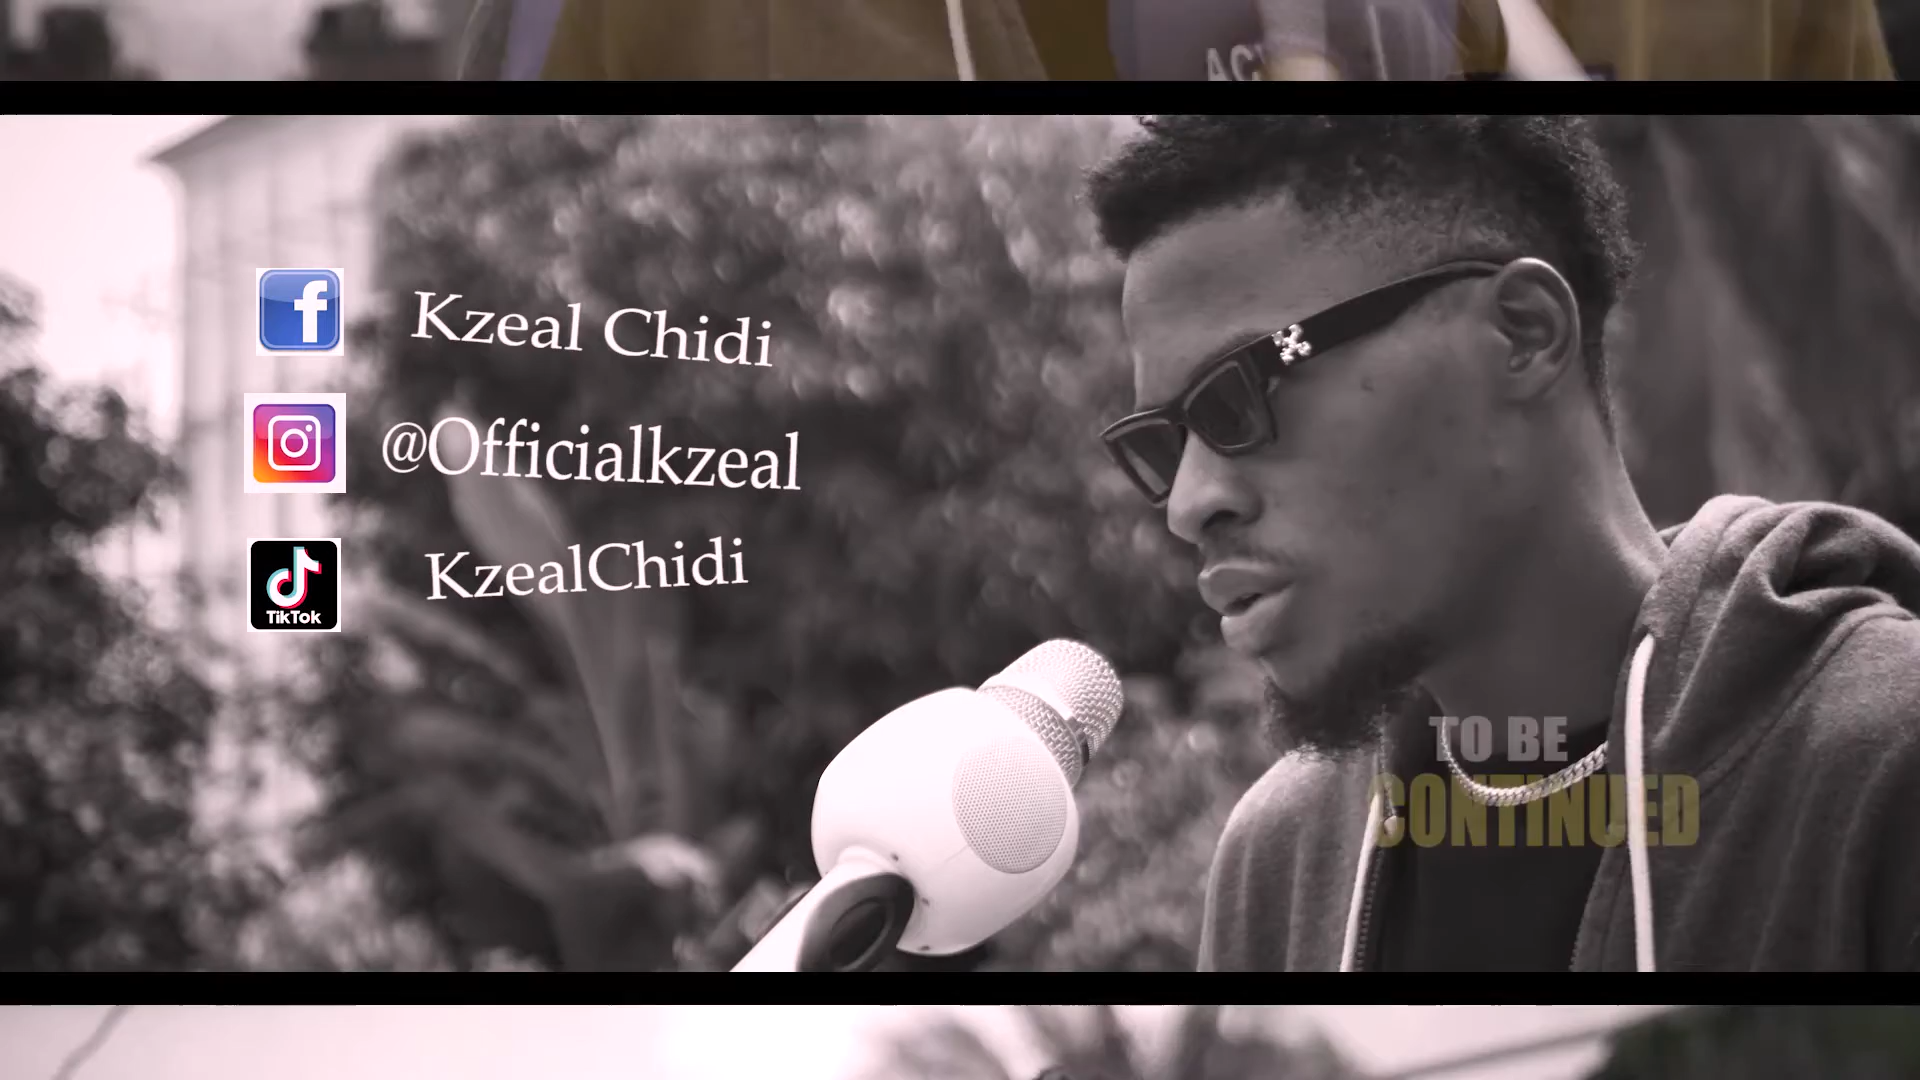 Kzeal Chidi
@Officialkzeal
TikTok
KzealChidi
TO BE
CONTINUED